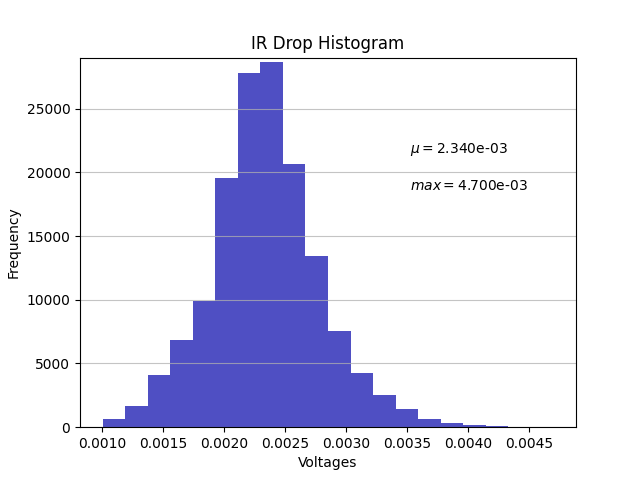 IR Drop Histogram
25000
20000
15000
10000
5000
0
Frequency
μ = 2.340e-03
max = 4.700e-03
0.0010 0.0015 0.0020 0.0025 0.0030 0.0035 0.0040 0.0045
Voltages